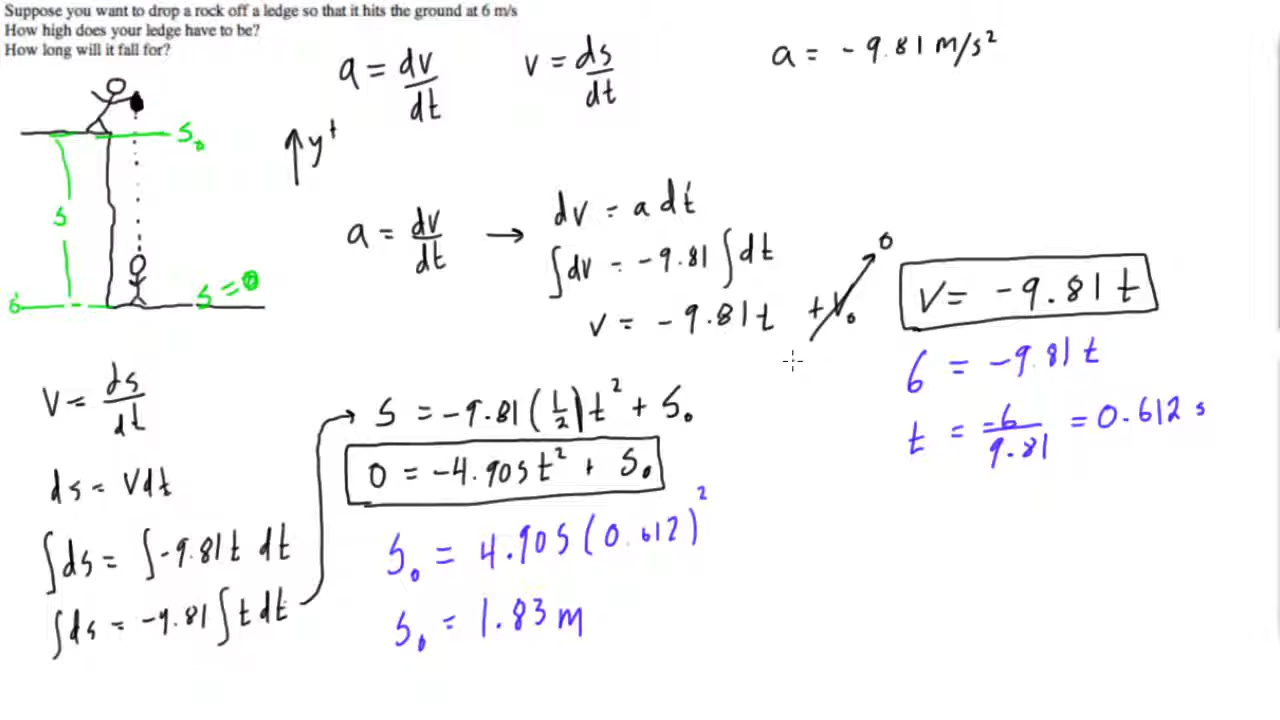 Suppose you want to drop a rock off a ledge so that it hits the ground at 6 m/s
How high does your ledge have to be?
How long will it fall for?
a = dv/dt
v = ds/dt
a = -9.81 m/s²
S₀
↑ y⁺
S
S = 0
a = dv/dt → dv = a dt
∫dv = -9.81 ∫dt
v = -9.81t + V₀ 0
V = -9.81 t
6 = -9.81 t
t = -6/9.81 = 0.612 s
V = ds/dt
ds = Vdt
∫ds = ∫-9.81t dt
∫ds = -9.81 ∫t dt
S = -9.81 (1/2) t² + S₀
0 = -4.905t² + S₀
S₀ = 4.905 (0.612)²
S₀ = 1.83 m